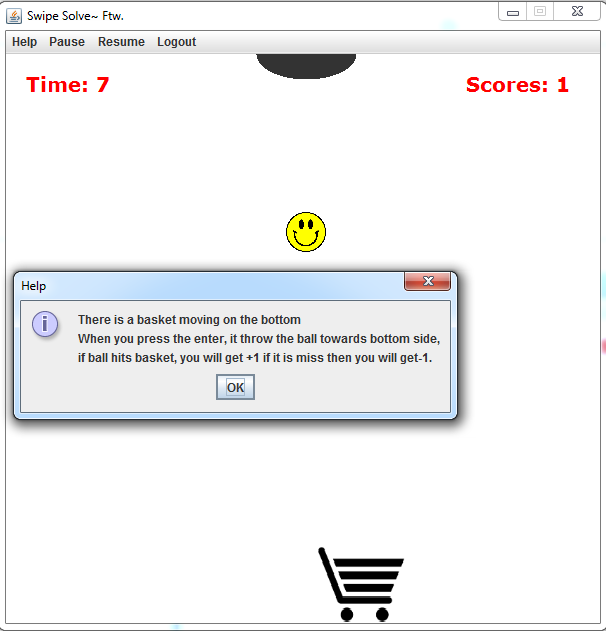 Swipe Solve~ Ftw.
Help Pause Resume Logout
Time: 7
Scores: 1
Help
There is a basket moving on the bottom
When you press the enter, it throw the ball towards bottom side,
if ball hits basket, you will get +1 if it is miss then you will get-1.
OK